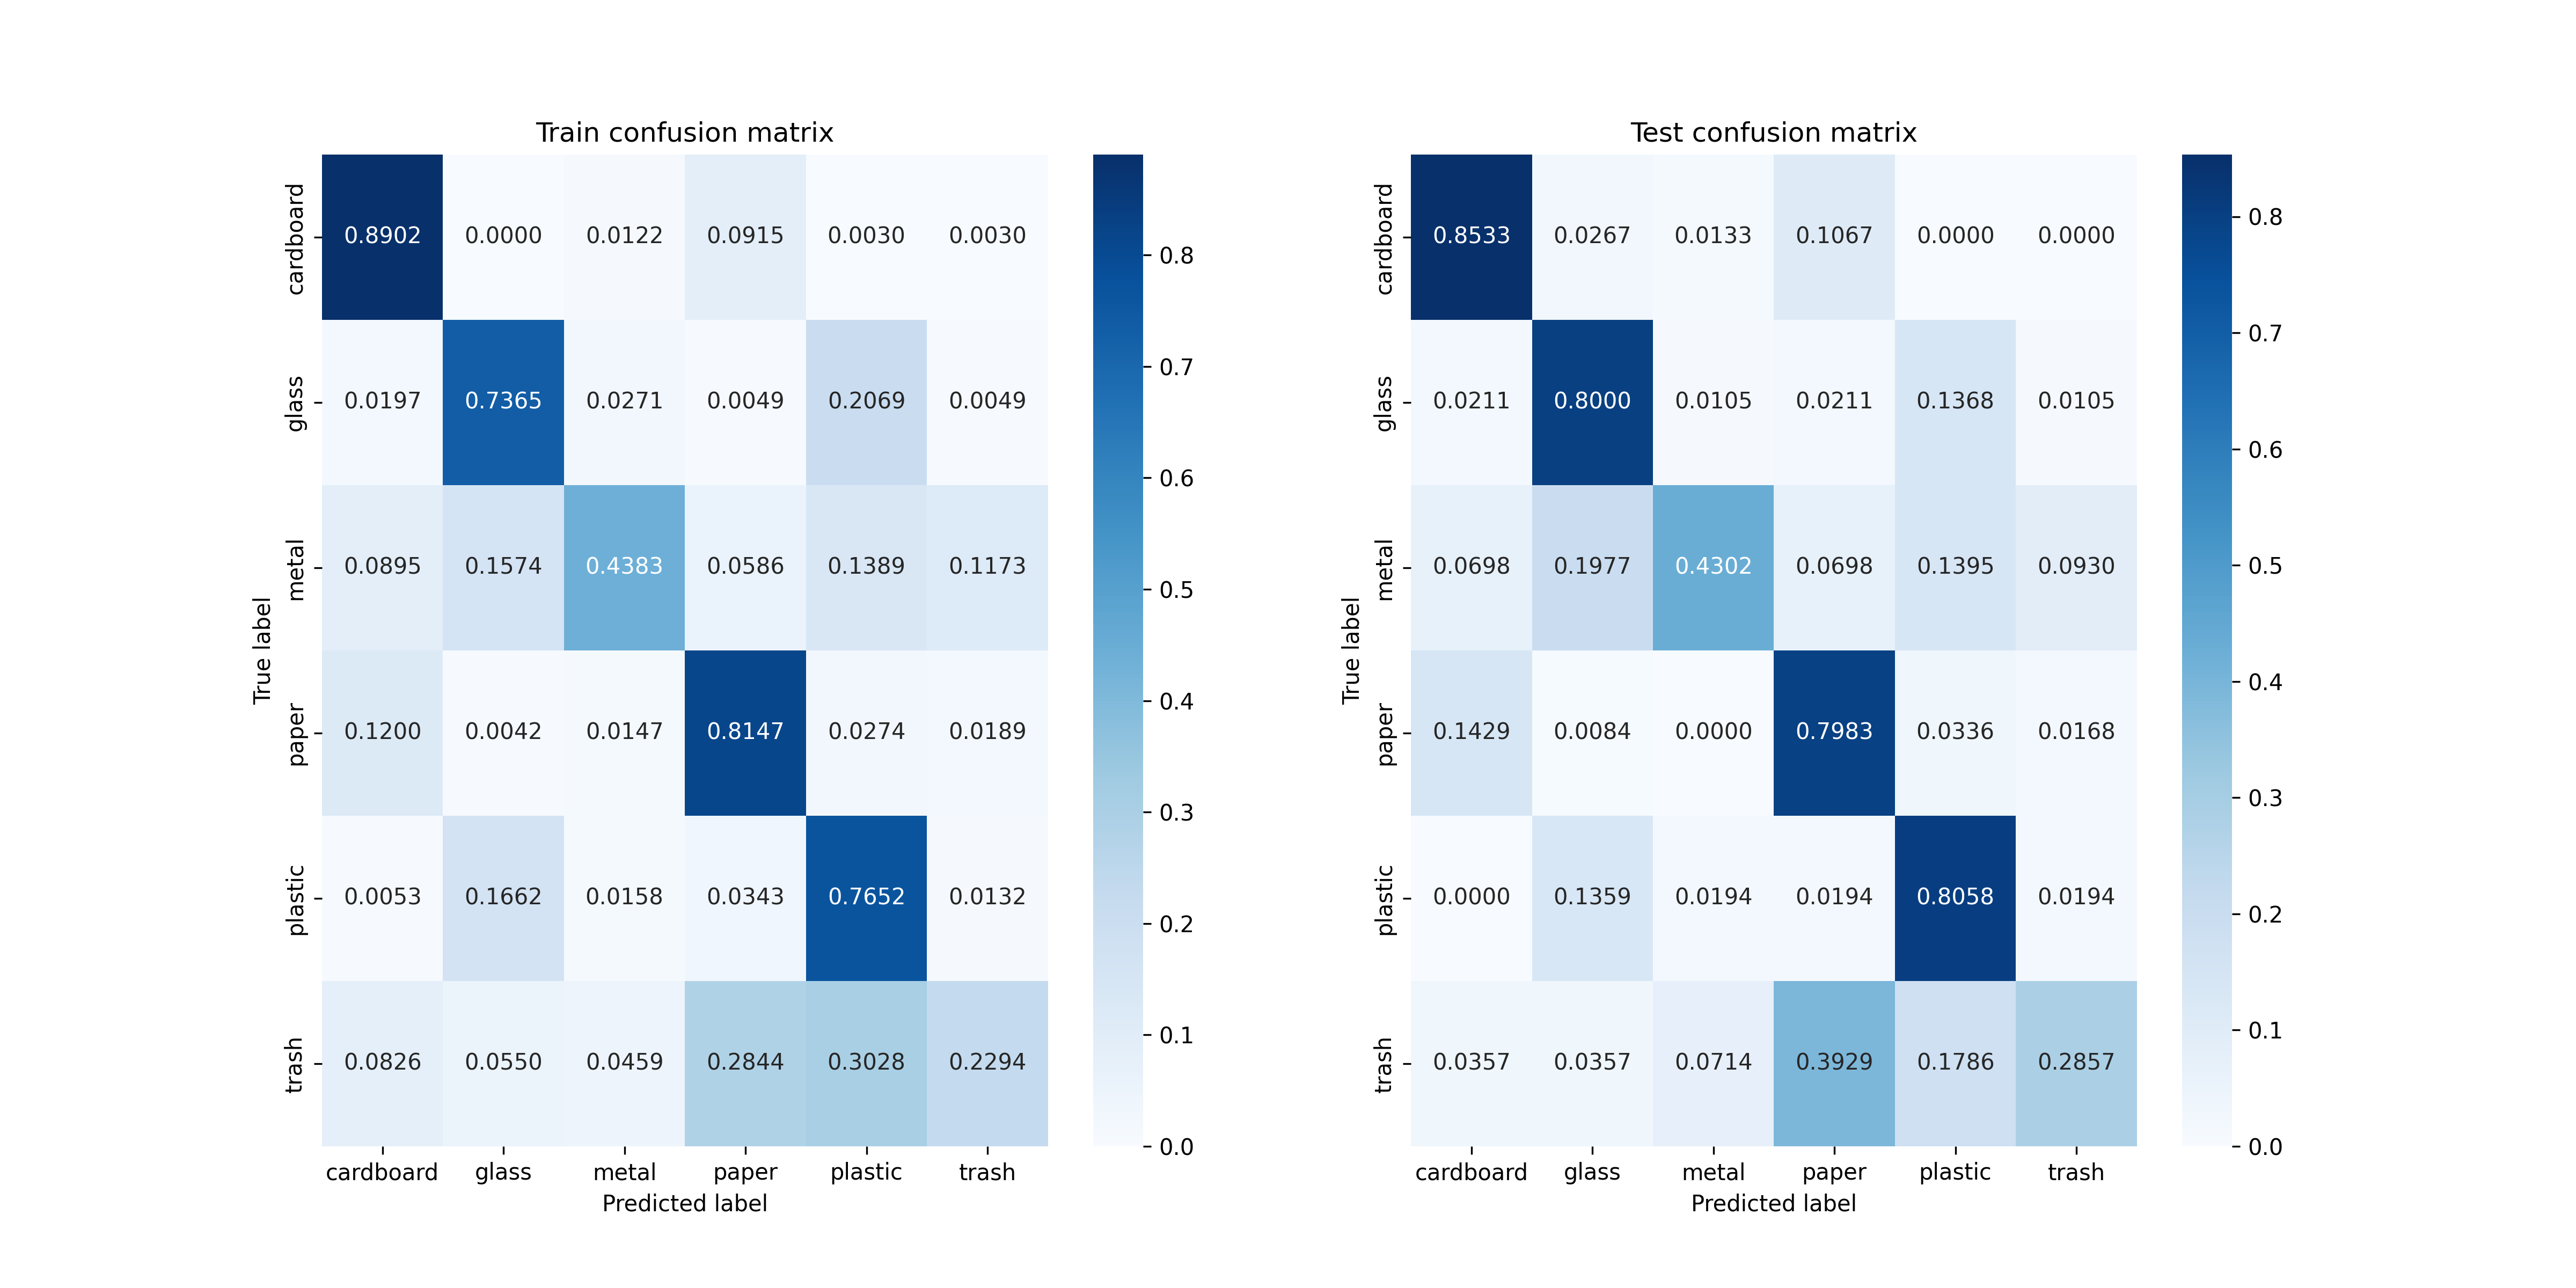 Train confusion matrix
True label
cardboard 0.8902 0.0000 0.0122 0.0915 0.0030 0.0030
glass 0.0197 0.7365 0.0271 0.0049 0.2069 0.0049
metal 0.0895 0.1574 0.4383 0.0586 0.1389 0.1173
paper 0.1200 0.0042 0.0147 0.8147 0.0274 0.0189
plastic 0.0053 0.1662 0.0158 0.0343 0.7652 0.0132
trash 0.0826 0.0550 0.0459 0.2844 0.3028 0.2294
cardboard glass metal paper plastic trash
Predicted label
0.8
0.7
0.6
0.5
0.4
0.3
0.2
0.1
0.0
Test confusion matrix
True label
cardboard 0.8533 0.0267 0.0133 0.1067 0.0000 0.0000
glass 0.0211 0.8000 0.0105 0.0211 0.1368 0.0105
metal 0.0698 0.1977 0.4302 0.0698 0.1395 0.0930
paper 0.1429 0.0084 0.0000 0.7983 0.0336 0.0168
plastic 0.0000 0.1359 0.0194 0.0194 0.8058 0.0194
trash 0.0357 0.0357 0.0714 0.3929 0.1786 0.2857
cardboard glass metal paper plastic trash
Predicted label
0.8
0.7
0.6
0.5
0.4
0.3
0.2
0.1
0.0